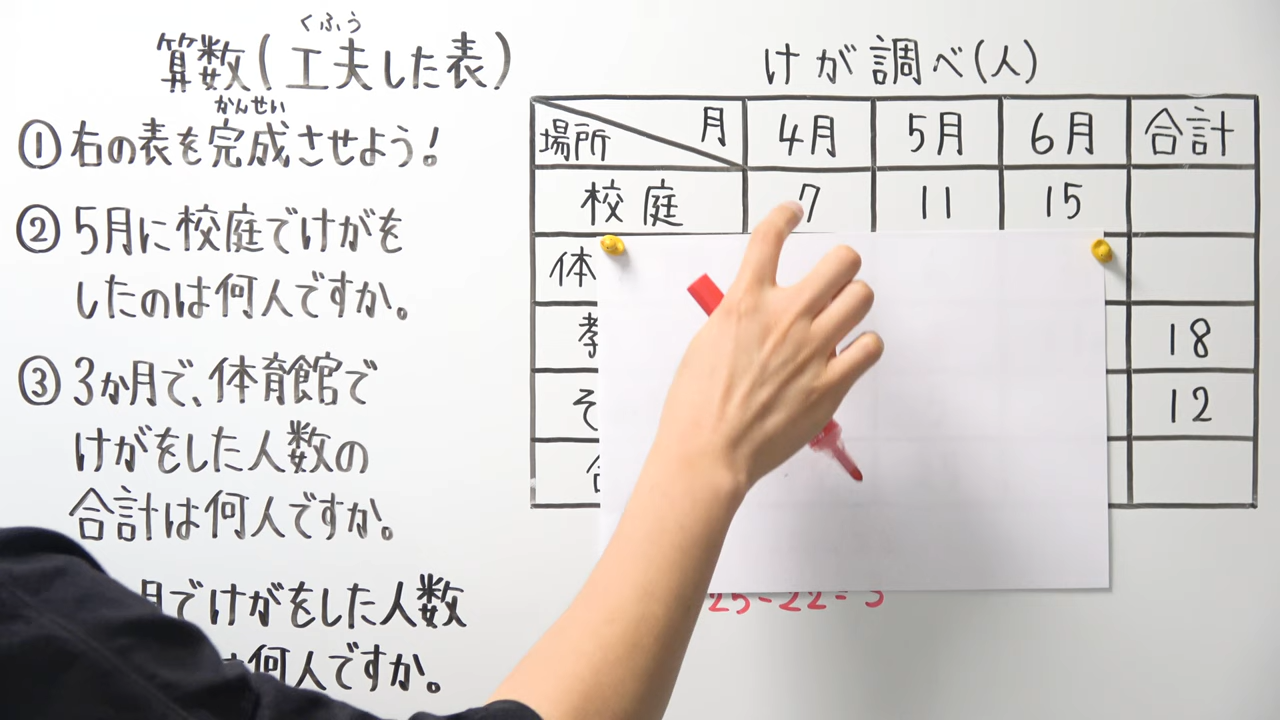 くふう
算数(工夫した表)
かんせい
①右の表を完成させよう!
②5月に校庭でけがを
したのは何人ですか。
③3か月で、体育館で
けがをした人数の
合計は何人ですか。
月でけがをした人数
何人ですか。
けが調べ(人)
場所 月 4月 5月 6月 合計
校庭 7 11 15
体
18
そ 12
25-22=3